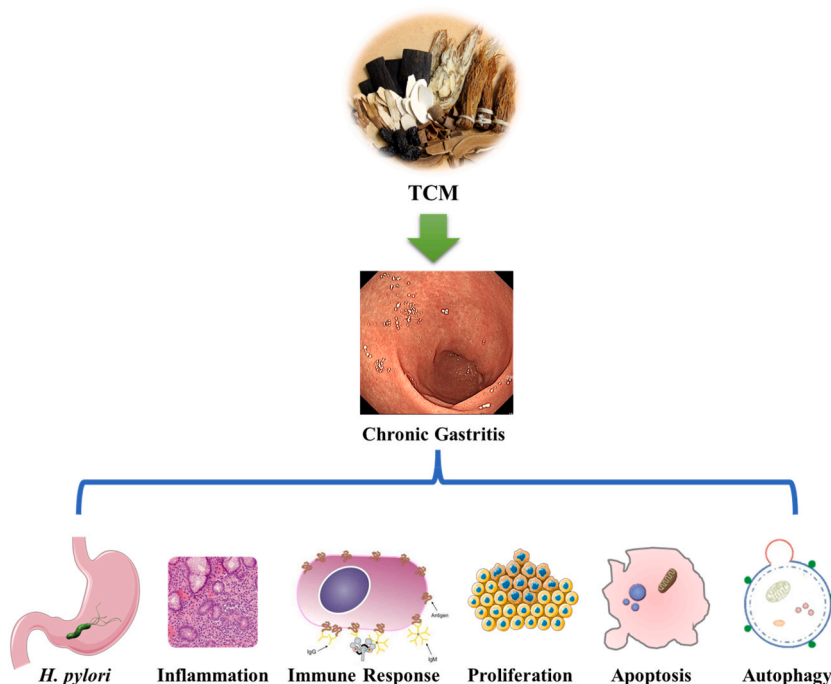 TCM
Chronic Gastritis
Antigen
IgG
IgM
H. pylori
Inflammation
Immune Response
Proliferation
Apoptosis
Autophagy